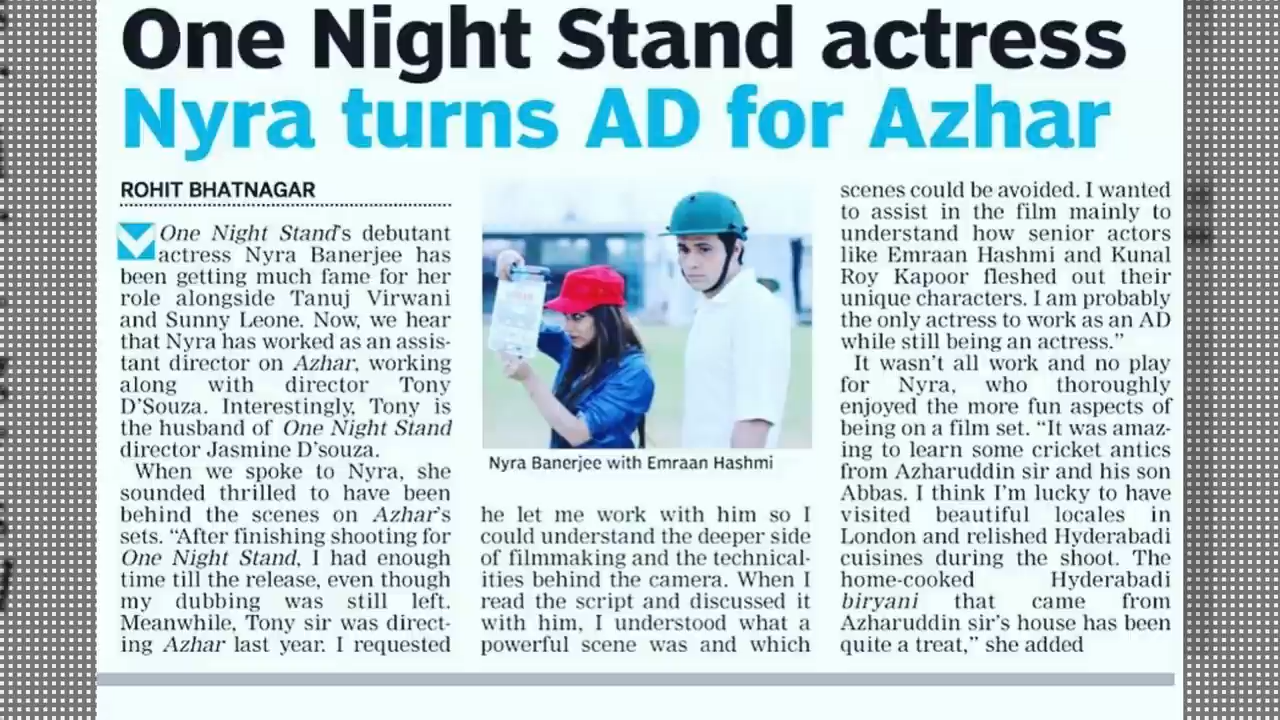 One Night Stand actress
Nyra turns AD for Azhar
ROHIT BHATNAGAR
One Night Stand's debutant
actress Nyra Banerjee has
been getting much fame for her
role alongside Tanuj Virwani
and Sunny Leone. Now, we hear
that Nyra has worked as an assis-
tant director on Azhar, working
along with director Tony
D'Souza. Interestingly, Tony is
the husband of One Night Stand
director Jasmine D'souza.
When we spoke to Nyra, she
sounded thrilled to have been
behind the scenes on Azhar's
sets. “After finishing shooting for
One Night Stand, I had enough
time till the release, even though
my dubbing was still left.
Meanwhile, Tony sir was direct-
ing Azhar last year. I requested
Nyra Banerjee with Emraan Hashmi
he let me work with him so I
could understand the deeper side
of filmmaking and the technical-
ities behind the camera. When I
read the script and discussed it
with him, I understood what a
powerful scene was and which
scenes could be avoided. I wanted
to assist in the film mainly to
understand how senior actors
like Emraan Hashmi and Kunal
Roy Kapoor fleshed out their
unique characters. I am probably
the only actress to work as an AD
while still being an actress.”
It wasn't all work and no play
for Nyra, who thoroughly
enjoyed the more fun aspects of
being on a film set. “It was amaz-
ing to learn some cricket antics
from Azharuddin sir and his son
Abbas. I think I'm lucky to have
visited beautiful locales in
London and relished Hyderabadi
cuisines during the shoot. The
home-cooked Hyderabadi
biryani that came from
Azharuddin sir's house has been
quite a treat,” she added